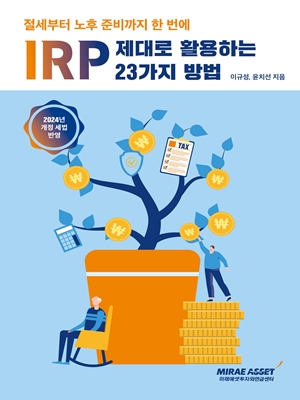 절세부터 노후 준비까지 한 번에
IRP 제대로 활용하는
23가지 방법
이규성, 윤치선 지음
2024년
개정 세법
반영
TAX
MIRAE ASSET
미래에셋투자와연금센터